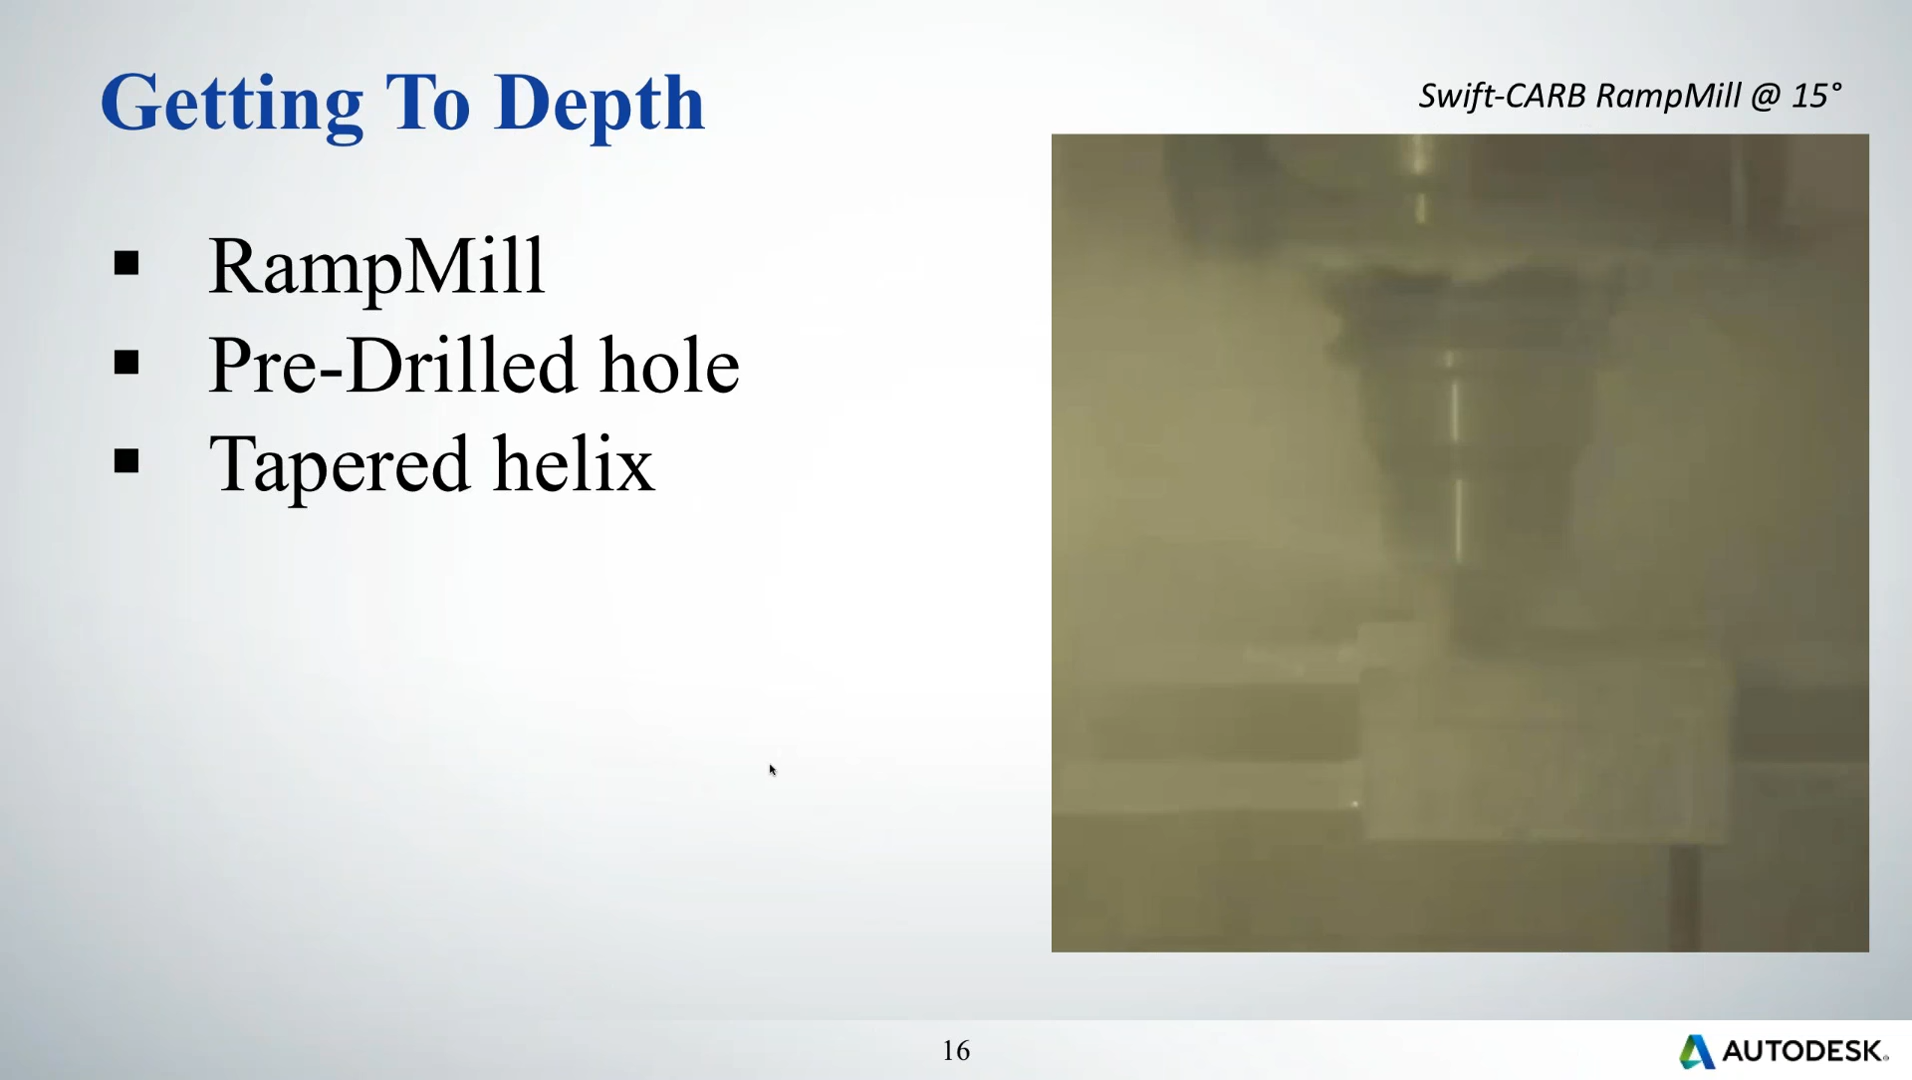 Getting To Depth
Swift-CARB RampMill @ 15°
▪ RampMill
▪ Pre-Drilled hole
▪ Tapered helix
16
AUTODESK®